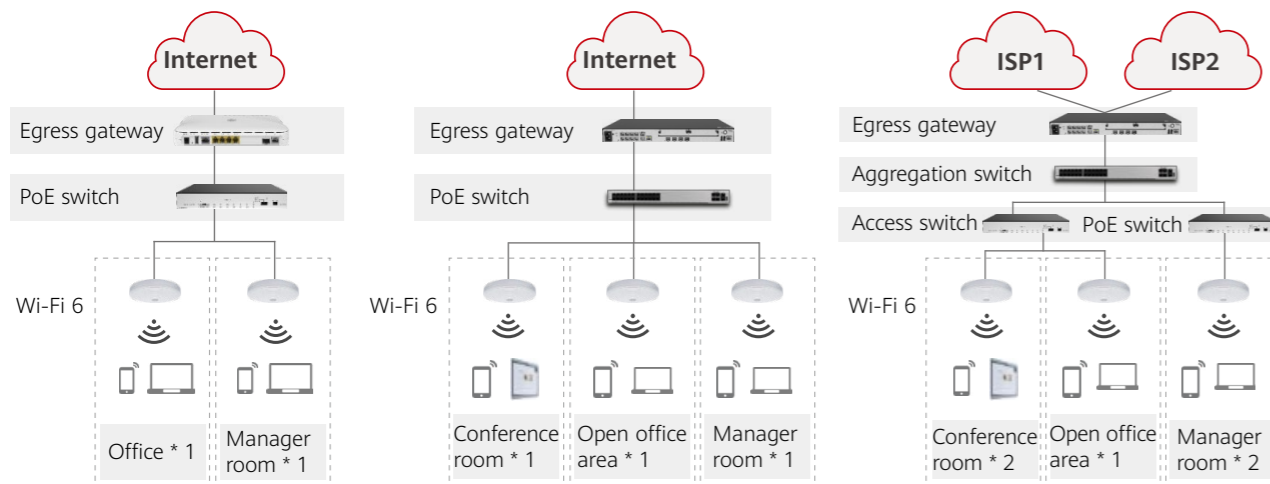 Internet
Egress gateway
PoE switch
Wi-Fi 6
Office * 1
Manager
room * 1
Internet
Egress gateway
PoE switch
Wi-Fi 6
Conference
room * 1
Open office
area * 1
Manager
room * 1
ISP1
ISP2
Egress gateway
Aggregation switch
Access switch
PoE switch
Wi-Fi 6
Conference
room * 2
Open office
area * 1
Manager
room * 2